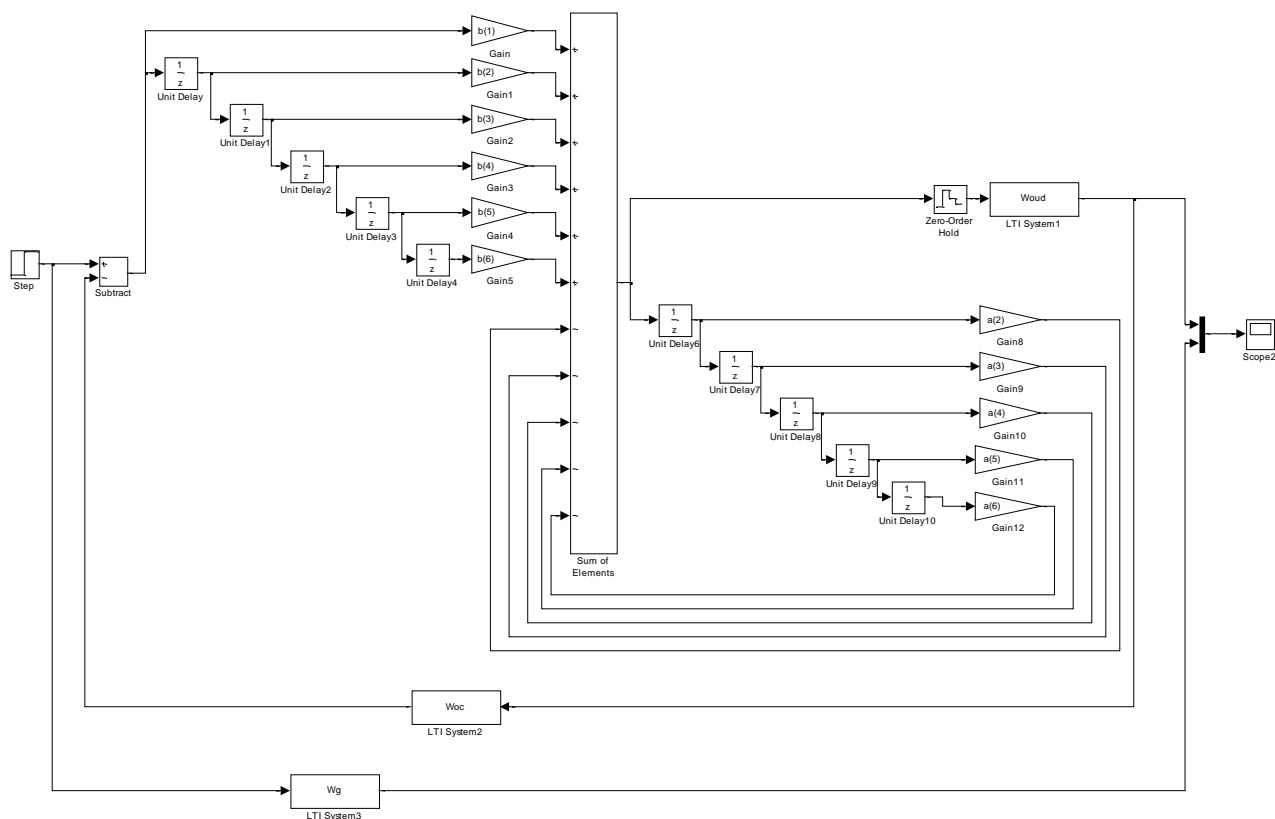 b(1)
Gain
1
z
Unit Delay
b(2)
Gain1
1
z
Unit Delay1
b(3)
Gain2
1
z
Unit Delay2
b(4)
Gain3
1
z
Unit Delay3
b(5)
Gain4
1
z
Unit Delay4
b(6)
Gain5
Step
Subtract
Sum of
Elements
Zero-Order
Hold
Woud
LTI System1
1
z
Unit Delay6
a(2)
Gain8
1
z
Unit Delay7
a(3)
Gain9
1
z
Unit Delay8
a(4)
Gain10
1
z
Unit Delay9
a(5)
Gain11
1
z
Unit Delay10
a(6)
Gain12
Scope2
Woc
LTI System2
Wg
LTI System3